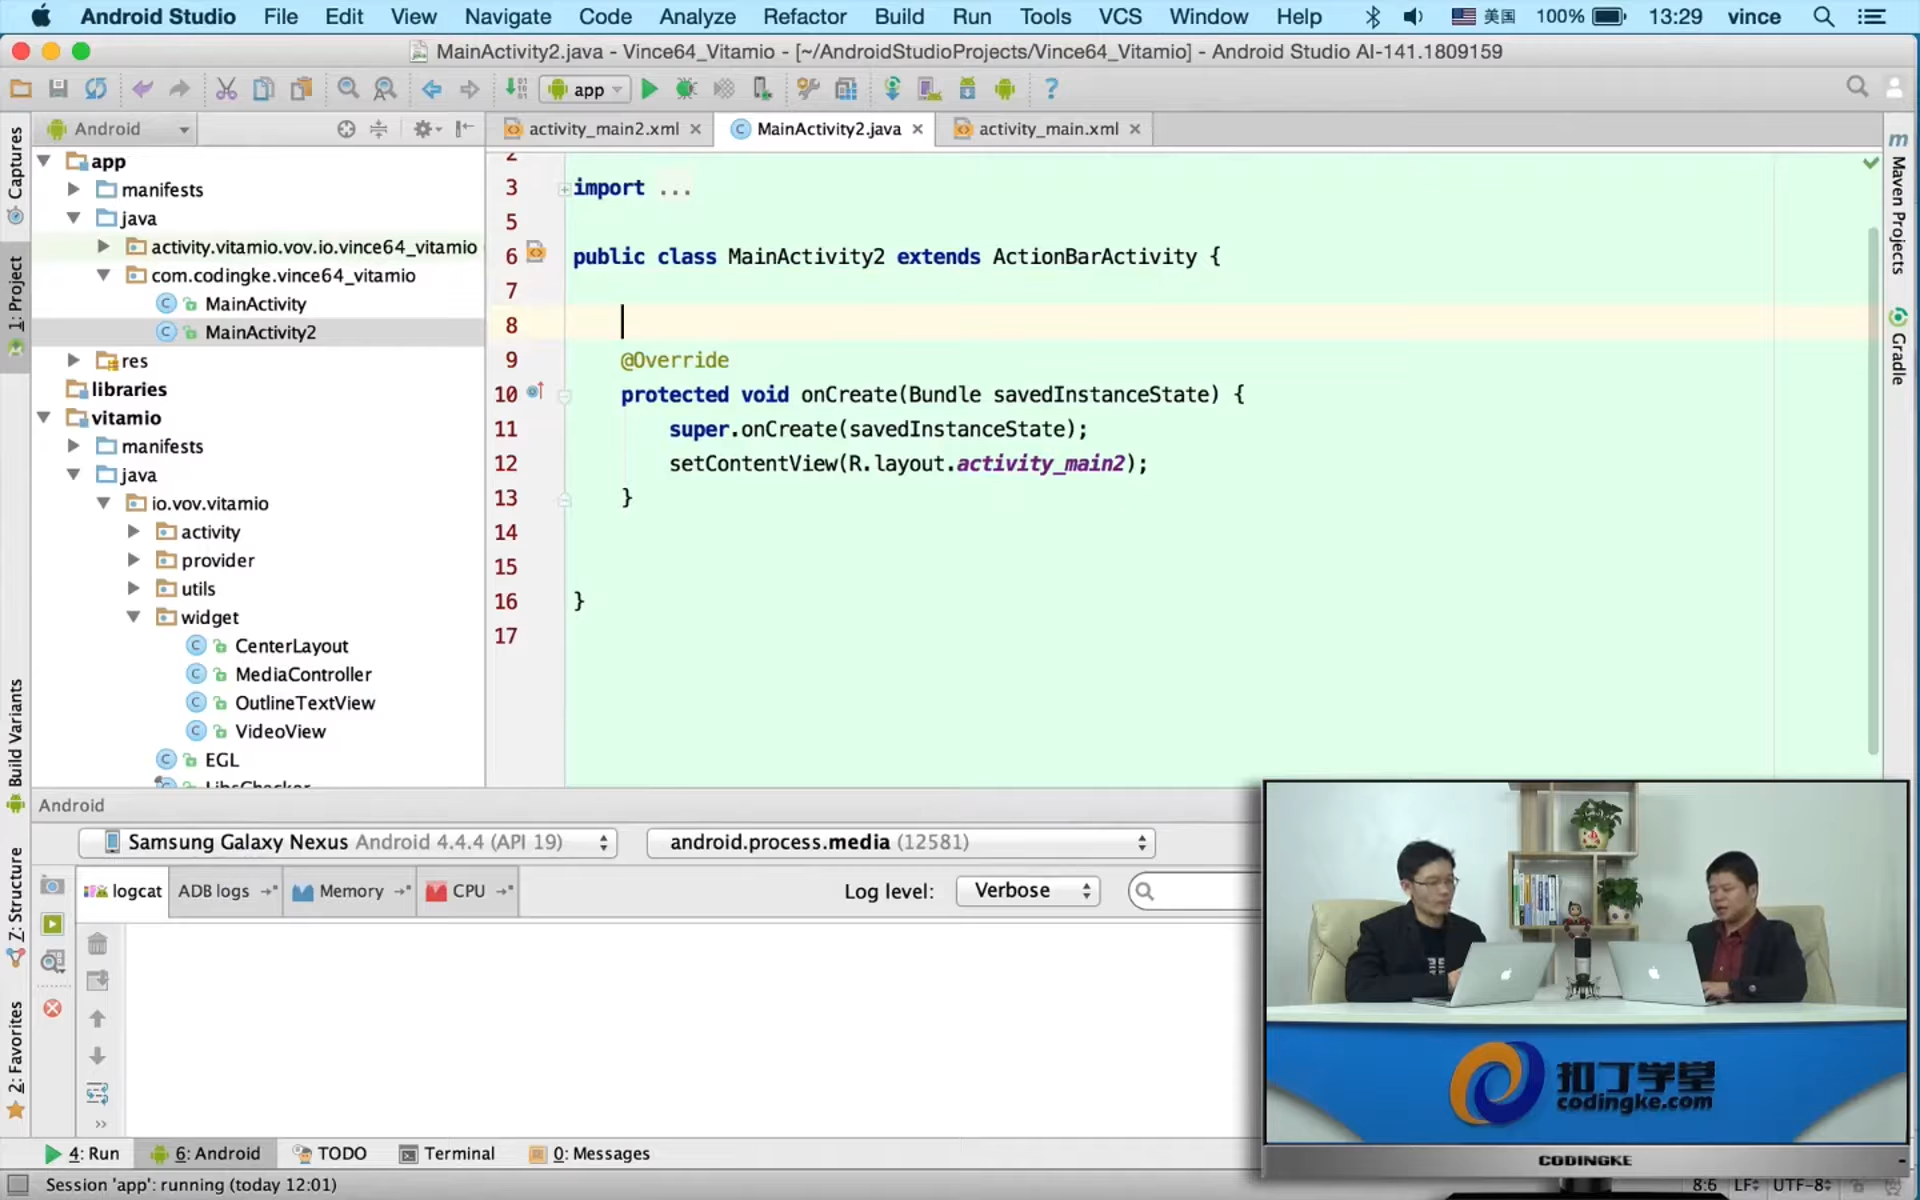 Android Studio File Edit View Navigate Code Analyze Refactor Build Run Tools VCS Window Help 美国 100% 13:29 vince
MainActivity2.java - Vince64_Vitamio - [~/AndroidStudioProjects/Vince64_Vitamio] - Android Studio AI-141.1809159
app
Android
activity_main2.xml
MainActivity2.java
activity_main.xml
Captures
1: Project
Build Variants
Z: Structure
2: Favorites
Maven Projects
Gradle
app
manifests
java
activity.vitamio.vov.io.vince64_vitamio
com.codingke.vince64_vitamio
MainActivity
MainActivity2
res
libraries
vitamio
manifests
java
io.vov.vitamio
activity
provider
utils
widget
CenterLayout
MediaController
OutlineTextView
VideoView
EGL
LibsChecker
2
3 import ...
5
6 public class MainActivity2 extends ActionBarActivity {
7
8
9 @Override
10 protected void onCreate(Bundle savedInstanceState) {
11 super.onCreate(savedInstanceState);
12 setContentView(R.layout.activity_main2);
13 }
14
15
16 }
17
Android
Samsung Galaxy Nexus Android 4.4.4 (API 19)
android.process.media (12581)
logcat ADB logs Memory CPU Log level: Verbose
4: Run 6: Android TODO Terminal 0: Messages
Session 'app': running (today 12:01)
8:6 LF UTF-8
扣丁学堂
codingke.com
CODINGKE